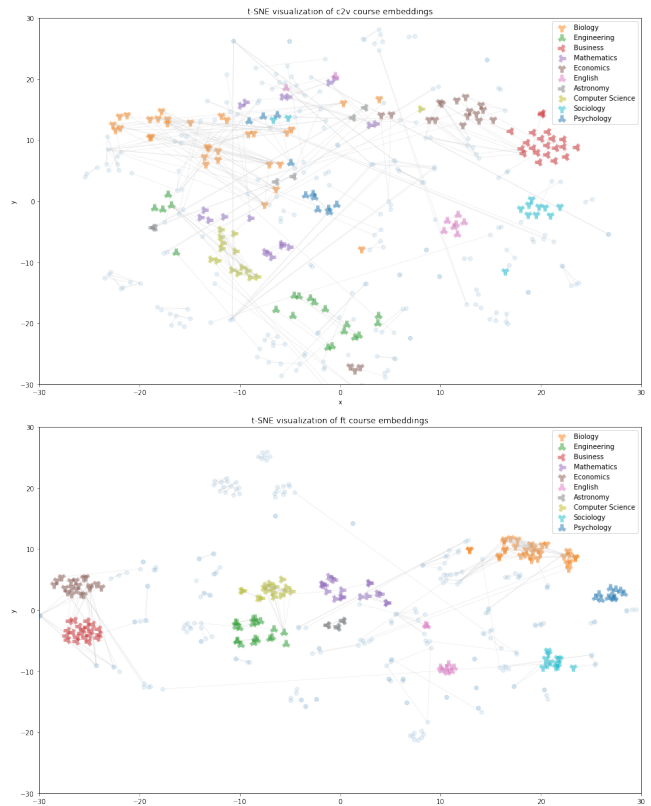 t-SNE visualization of c2v course embeddings
30
20
10
0
−10
−20
−30
y
−30 −20 −10 0 10 20 30
x
Biology
Engineering
Business
Mathematics
Economics
English
Astronomy
Computer Science
Sociology
Psychology
t-SNE visualization of ft course embeddings
30
20
10
0
−10
−20
−30
y
−30 −20 −10 0 10 20 30
Biology
Engineering
Business
Mathematics
Economics
English
Astronomy
Computer Science
Sociology
Psychology